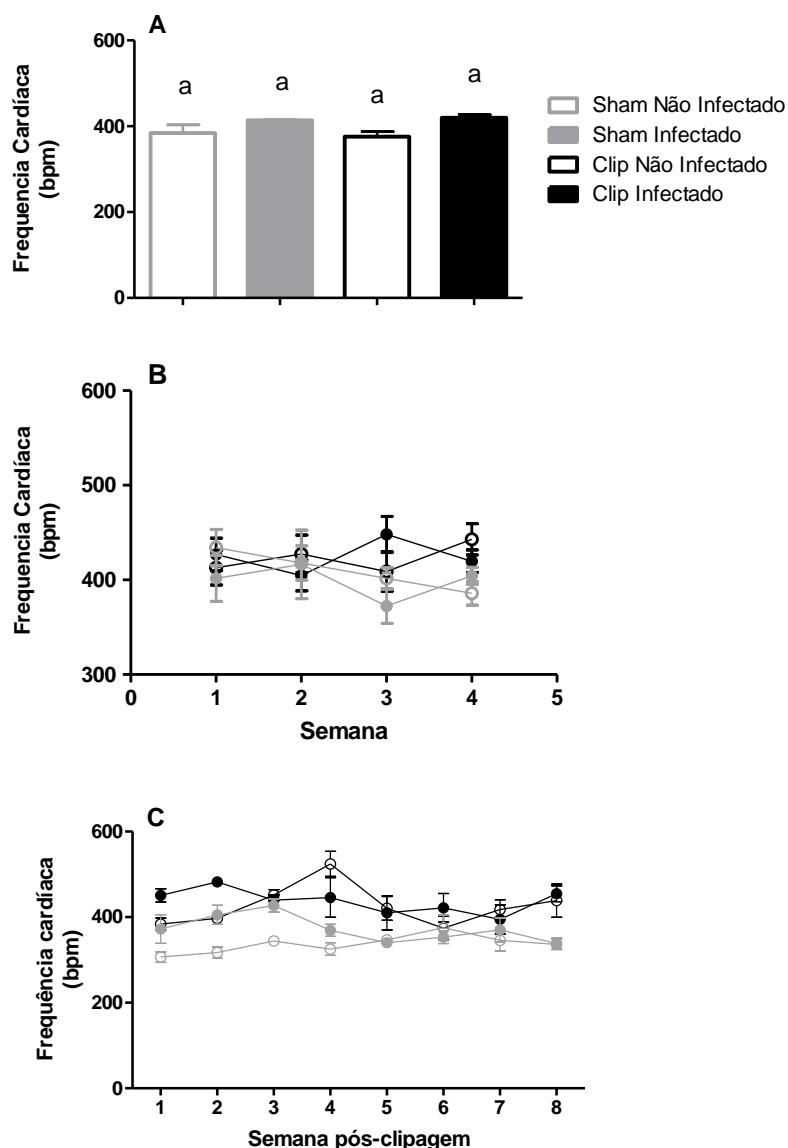 A
600
400
200
0
Frequencia Cardíaca
(bpm)
a a a a
Sham Não Infectado
Sham Infectado
Clip Não Infectado
Clip Infectado
B
600
500
400
300
Frequencia Cardíaca
(bpm)
0 1 2 3 4 5
Semana
C
600
400
200
0
Frequência cardíaca
(bpm)
1 2 3 4 5 6 7 8
Semana pós-clipagem